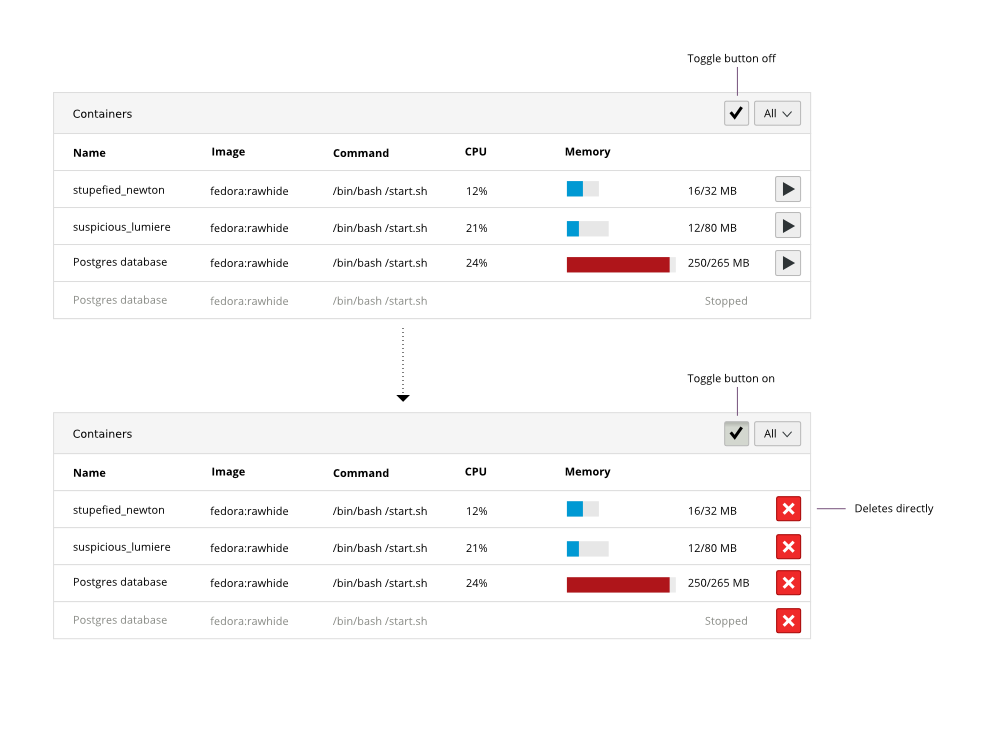 Toggle button off
Containers All
Name Image Command CPU Memory
stupefied_newton fedora:rawhide /bin/bash /start.sh 12% 16/32 MB
suspicious_lumiere fedora:rawhide /bin/bash /start.sh 21% 12/80 MB
Postgres database fedora:rawhide /bin/bash /start.sh 24% 250/265 MB
Postgres database fedora:rawhide /bin/bash /start.sh Stopped
Toggle button on
Containers All
Name Image Command CPU Memory
stupefied_newton fedora:rawhide /bin/bash /start.sh 12% 16/32 MB Deletes directly
suspicious_lumiere fedora:rawhide /bin/bash /start.sh 21% 12/80 MB
Postgres database fedora:rawhide /bin/bash /start.sh 24% 250/265 MB
Postgres database fedora:rawhide /bin/bash /start.sh Stopped